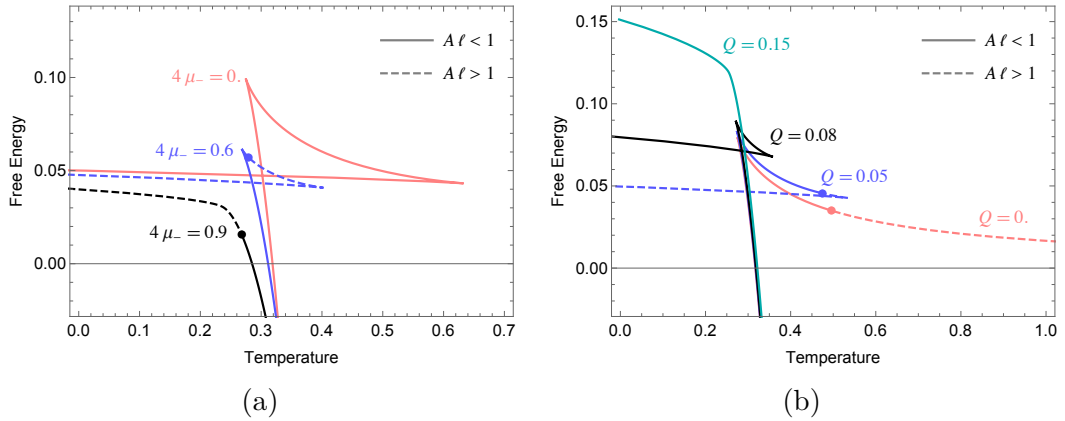 Free Energy
0.10
0.05
0.00
4 μ₋ = 0.
4 μ₋ = 0.6
4 μ₋ = 0.9
A ℓ < 1
A ℓ > 1
0.0 0.1 0.2 0.3 0.4 0.5 0.6 0.7
Temperature
(a)
Free Energy
0.15
0.10
0.05
0.00
Q = 0.15
Q = 0.08
Q = 0.05
Q = 0.
A ℓ < 1
A ℓ > 1
0.0 0.2 0.4 0.6 0.8 1.0
Temperature
(b)